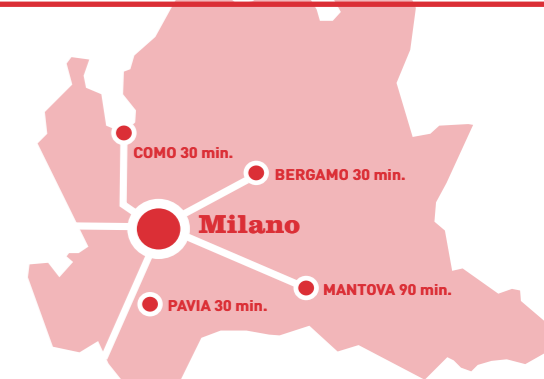 COMO 30 min.
BERGAMO 30 min.
Milano
MANTOVA 90 min.
PAVIA 30 min.